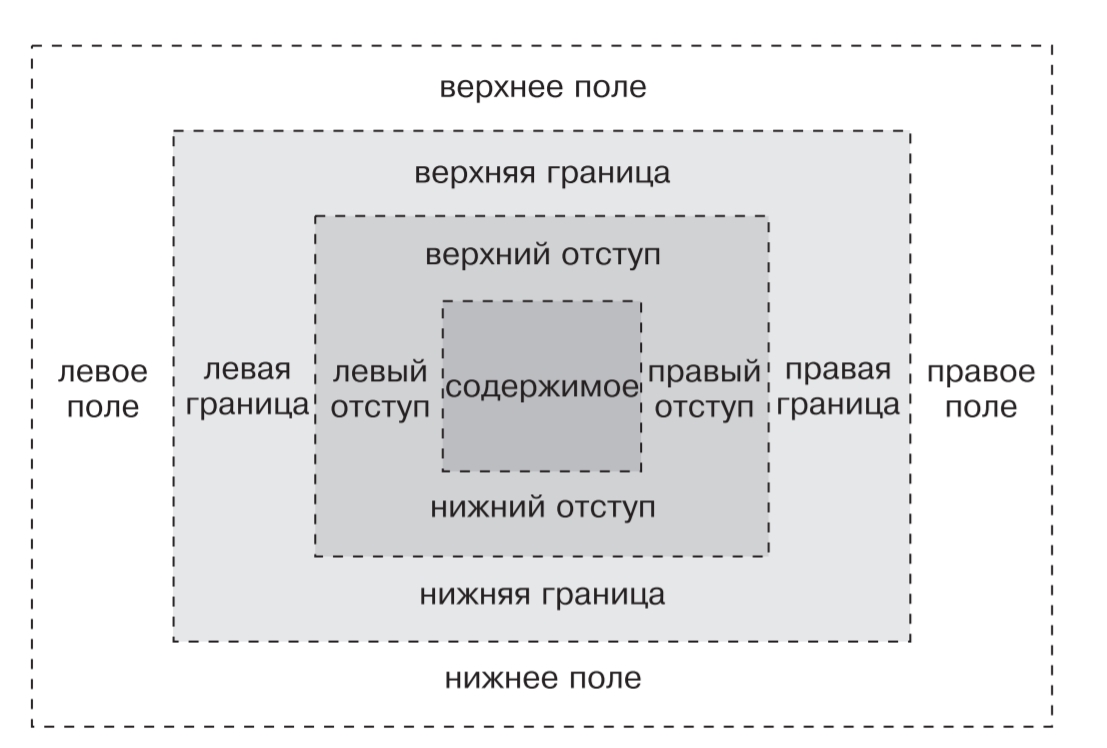 верхнее поле
верхняя граница
верхний отступ
левое
поле
левая
граница
левый
отступ
содержимое
правый
отступ
правая
граница
правое
поле
нижний отступ
нижняя граница
нижнее поле